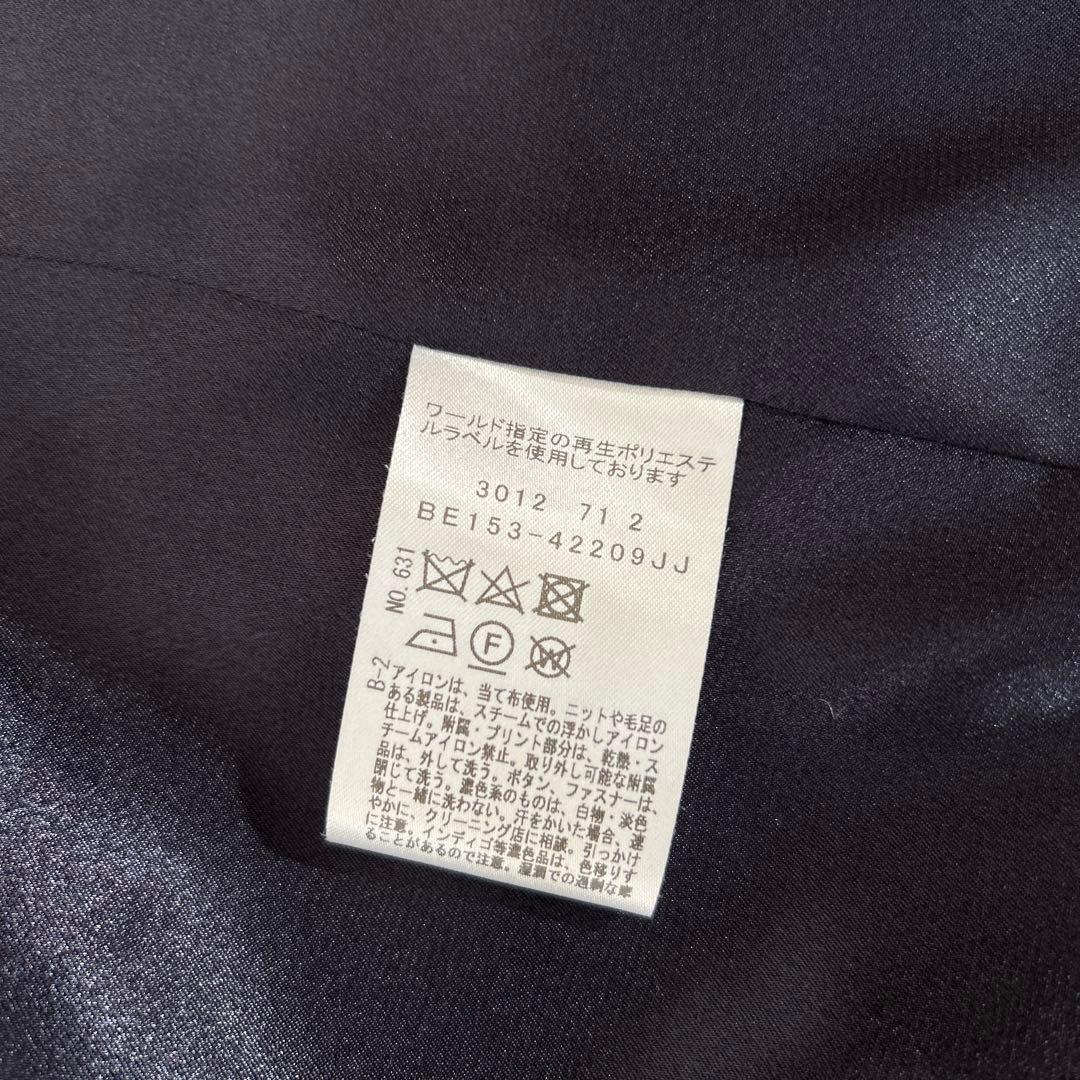 ワールド指定の再生ポリエステ
ルラベルを使用しております
3012 71 2
BE153-42209JJ
NO. 631
F
W
B-2
アイロンは、当て布使用。ニットや毛足の
ある製品は、スチームでの浮かしアイロン
仕上げ。附属・プリント部分は、乾熱・ス
チームアイロン禁止。取り外し可能な附属
品は、外して洗う。ボタン、ファスナーは、
閉じて洗う。濃色系のものは、白物・淡色
物と一緒に洗わない。汗をかいた場合、速
やかに、クリーニング店に相談。引っかけ
に注意。インディゴ等濃色品は、色移りす
ることがあるので注意。湿潤での過剰な摩